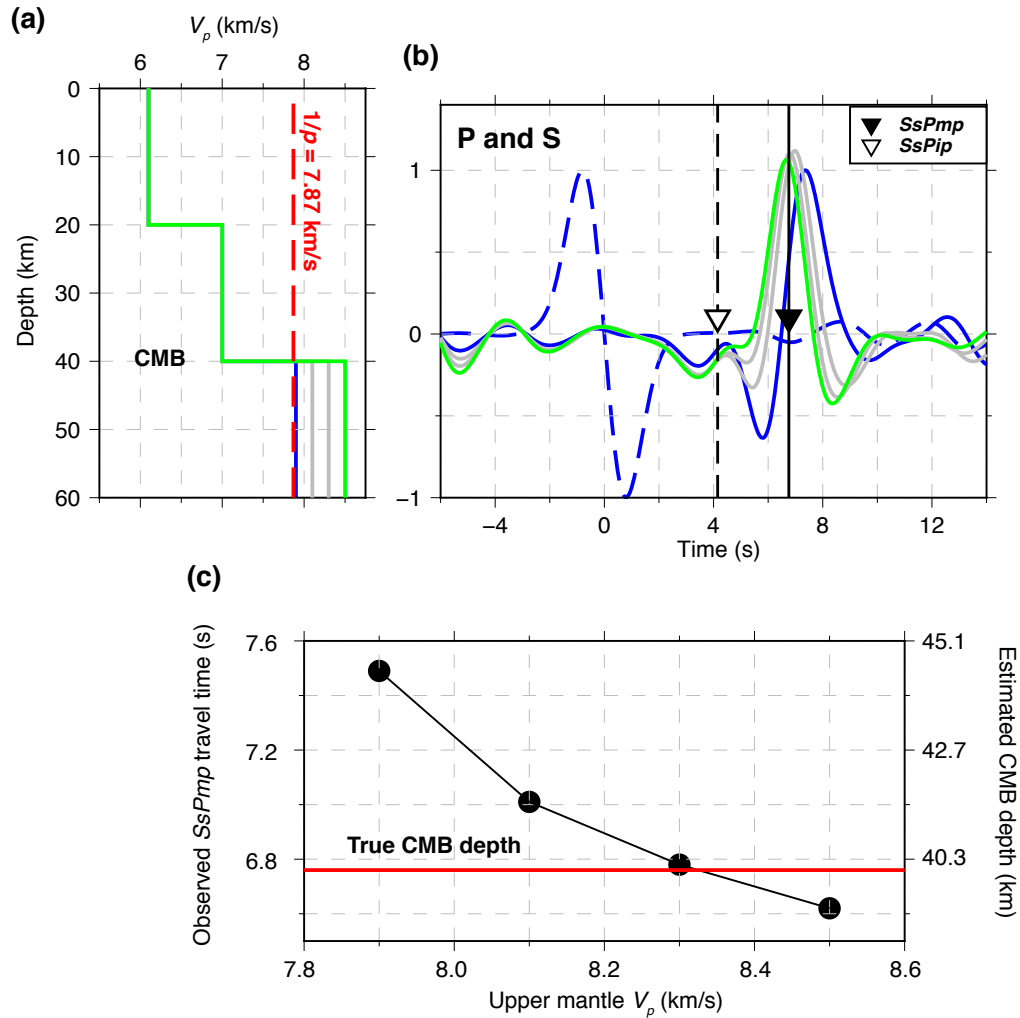 (a)
Vp (km/s)
6 7 8
0
10
20
30
40
50
60
Depth (km)
CMB
1/p = 7.87 km/s
(b)
P and S
SsPmp
SsPip
1
0
−1
−4 0 4 8 12
Time (s)
(c)
Observed SsPmp travel time (s)
7.6
7.2
6.8
True CMB depth
45.1
42.7
40.3
Estimated CMB
depth (km)
7.8 8.0 8.2 8.4 8.6
Upper mantle Vp (km/s)